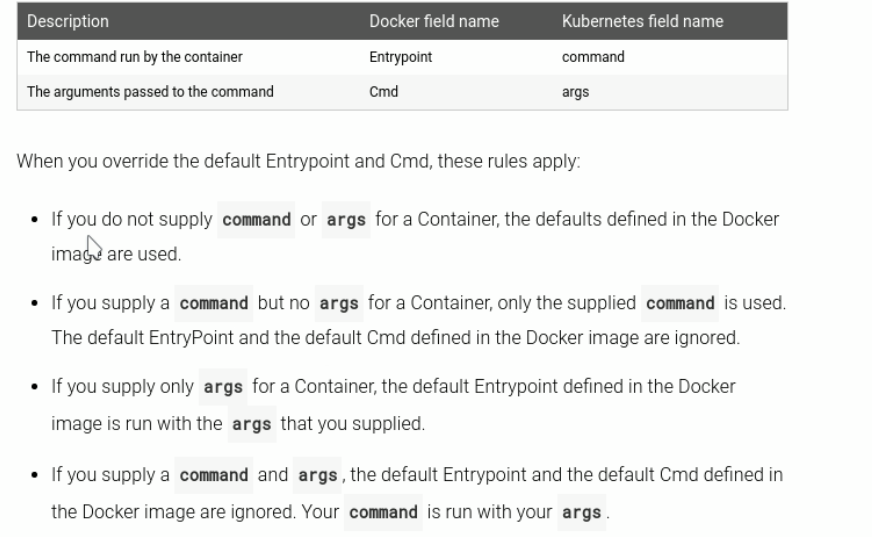 Description Docker field name Kubernetes field name
The command run by the container Entrypoint command
The arguments passed to the command Cmd args
When you override the default Entrypoint and Cmd, these rules apply:
• If you do not supply command or args for a Container, the defaults defined in the Docker
image are used.
• If you supply a command but no args for a Container, only the supplied command is used.
The default EntryPoint and the default Cmd defined in the Docker image are ignored.
• If you supply only args for a Container, the default Entrypoint defined in the Docker
image is run with the args that you supplied.
• If you supply a command and args, the default Entrypoint and the default Cmd defined in
the Docker image are ignored. Your command is run with your args.